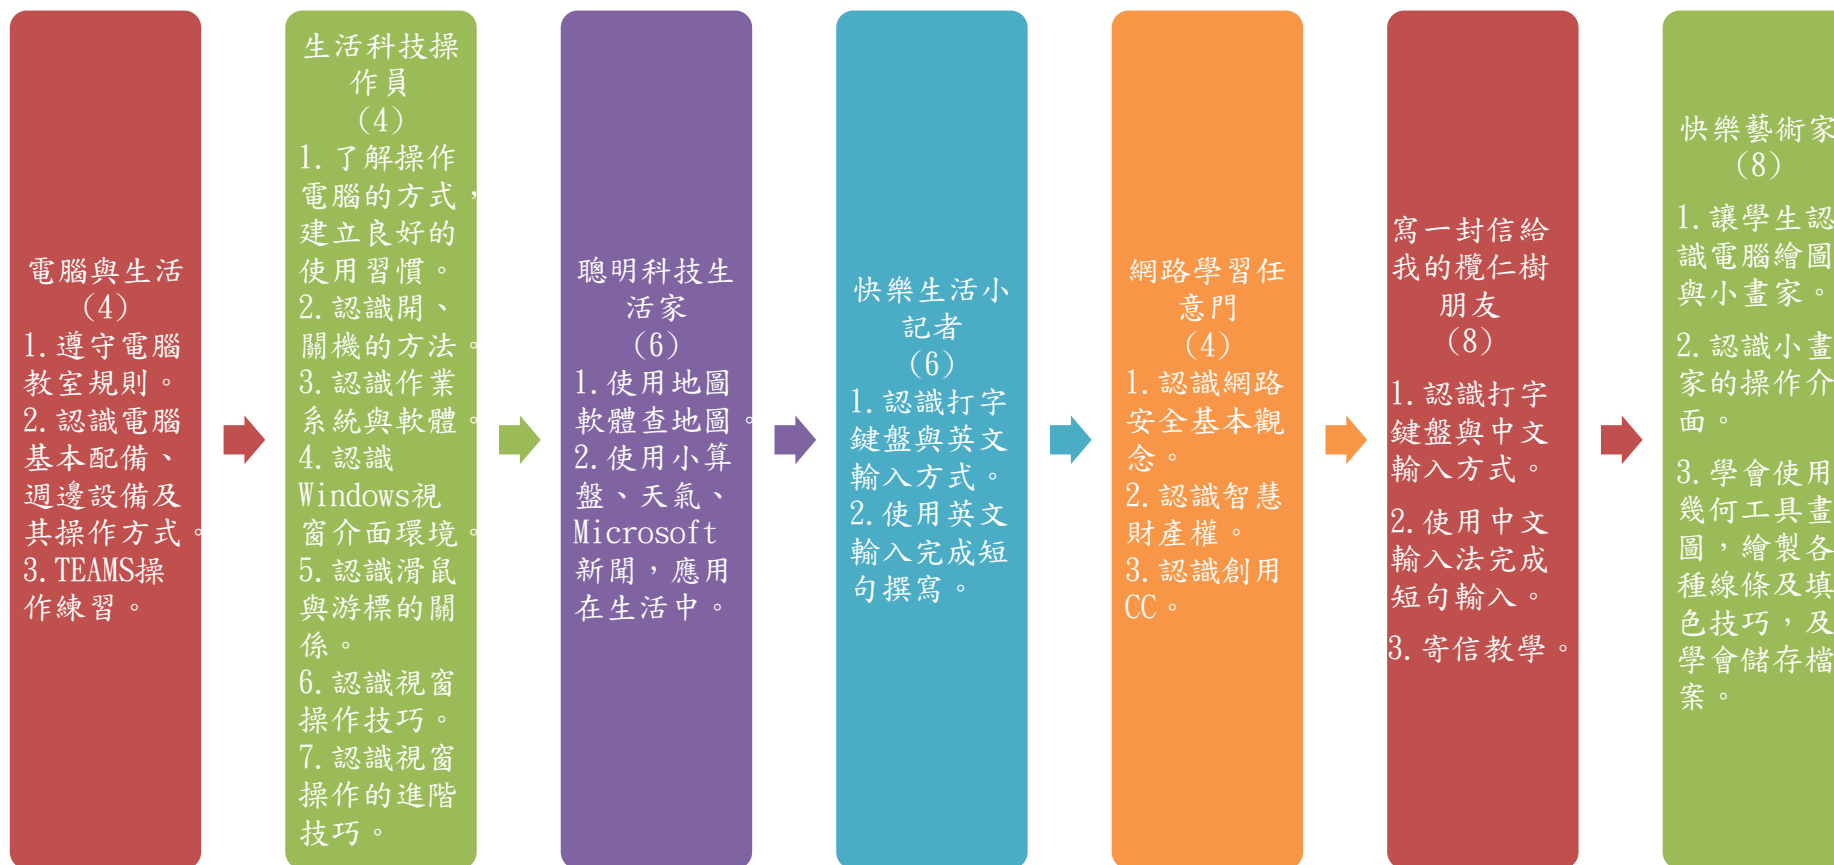 電腦與生活
(4)
1.遵守電腦
教室規則。
2.認識電腦
基本配備、
週邊設備及
其操作方式。
3.TEAMS操
作練習。
生活科技操
作員
(4)
1.了解操作
電腦的方式，
建立良好的
使用習慣。
2.認識開、
關機的方法。
3.認識作業
系統與軟體。
4.認識
Windows視
窗介面環境。
5.認識滑鼠
與游標的關
係。
6.認識視窗
操作技巧。
7.認識視窗
操作的進階
技巧。
聰明科技生
活家
(6)
1.使用地圖
軟體查地圖。
2.使用小算
盤、天氣、
Microsoft
新聞，應用
在生活中。
快樂生活小
記者
(6)
1.認識打字
鍵盤與英文
輸入方式。
2.使用英文
輸入完成短
句撰寫。
網路學習任
意門
(4)
1.認識網路
安全基本觀
念。
2.認識智慧
財產權。
3.認識創用
CC。
寫一封信給
我的欖仁樹
朋友
(8)
1.認識打字
鍵盤與中文
輸入方式。
2.使用中文
輸入法完成
短句輸入。
3.寄信教學。
快樂藝術家
(8)
1.讓學生認
識電腦繪圖
與小畫家。
2.認識小畫
家的操作介
面。
3.學會使用
幾何工具畫
圖，繪製各
種線條及填
色技巧，及
學會儲存檔
案。